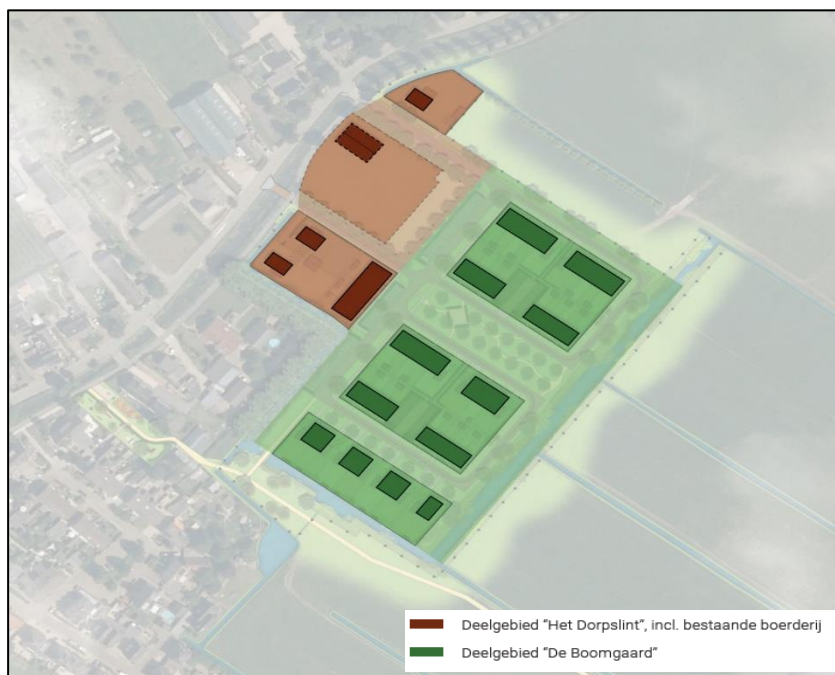 Deelgebied "Het Dorpslint", incl. bestaande boerderij
Deelgebied "De Boomgaard"